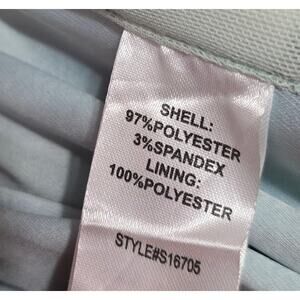 SHELL:
97%POLYESTER
3%SPANDEX
LINING:
100%POLYESTER
STYLE#S16705